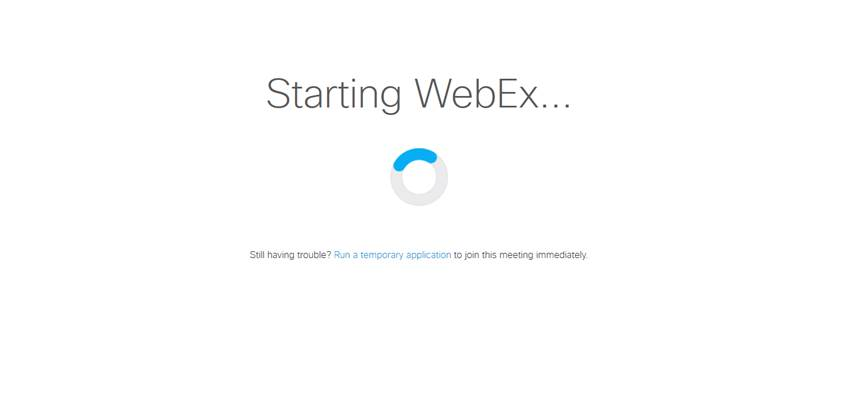 Starting WebEx...
Still having trouble? Run a temporary application to join this meeting immediately.